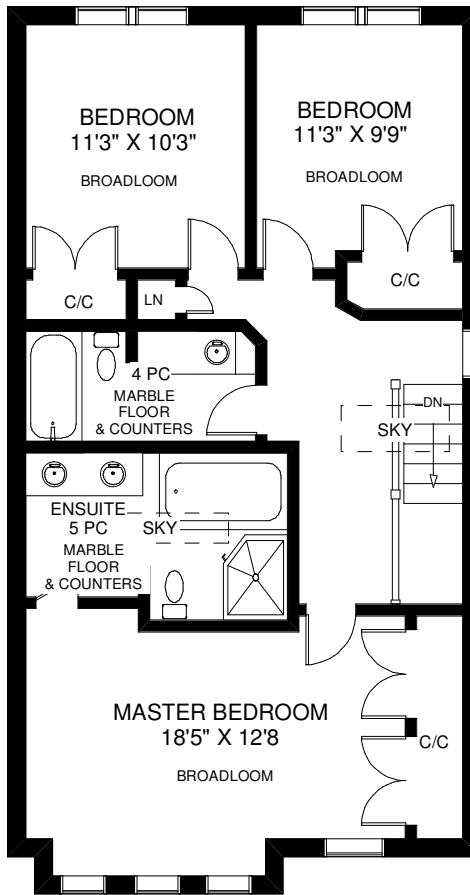 BEDROOM
11'3" X 10'3"
BROADLOOM
BEDROOM
11'3" X 9'9"
BROADLOOM
C/C
LN
C/C
4 PC
MARBLE
FLOOR
& COUNTERS
DN
SKY
ENSUITE
5 PC
SKY
MARBLE
FLOOR
& COUNTERS
MASTER BEDROOM
18'5" X 12'8
BROADLOOM
C/C